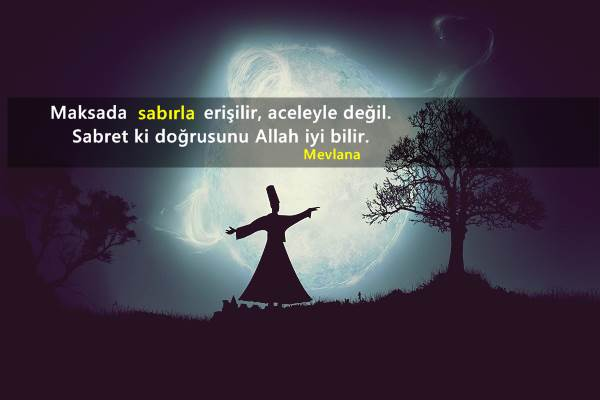 Maksada sabırla erişilir, aceleyle değil.
Sabret ki doğrusunu Allah iyi bilir.
Mevlana